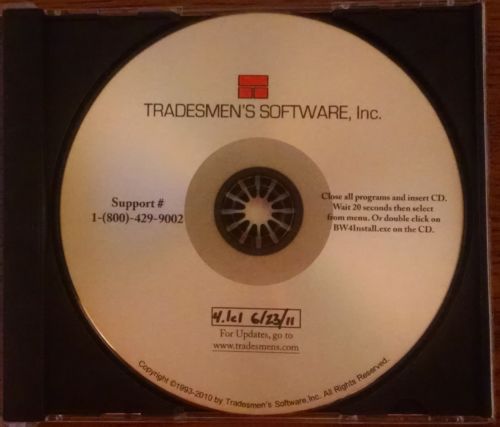 TRADESMEN'S SOFTWARE, Inc.
Support #
1-(800)-429-9002
Close all programs and insert CD.
Wait 20 seconds then select
from menu. Or double click on
BW4Install.exe on the CD.
6/23/11
For Updates, go to
www.tradesmens.com
Copyright ©1993-2010 by Tradesmen's Software,Inc. All Rights Reserved.